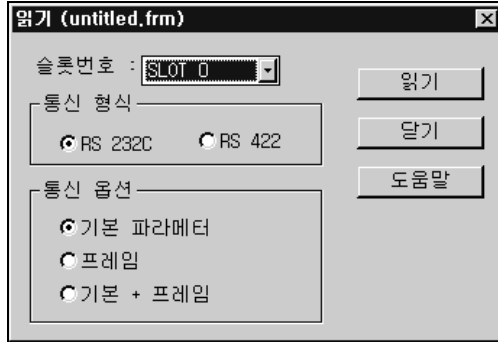 읽기 (untitled.frm)
슬롯번호 : SLOT 0
읽기
통신 형식
닫기
RS 232C RS 422
도움말
통신 옵션
기본 파라메터
프레임
기본 + 프레임